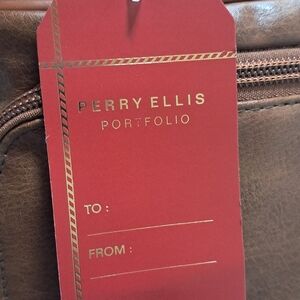 PERRY ELLIS
PORTFOLIO
TO :
FROM :